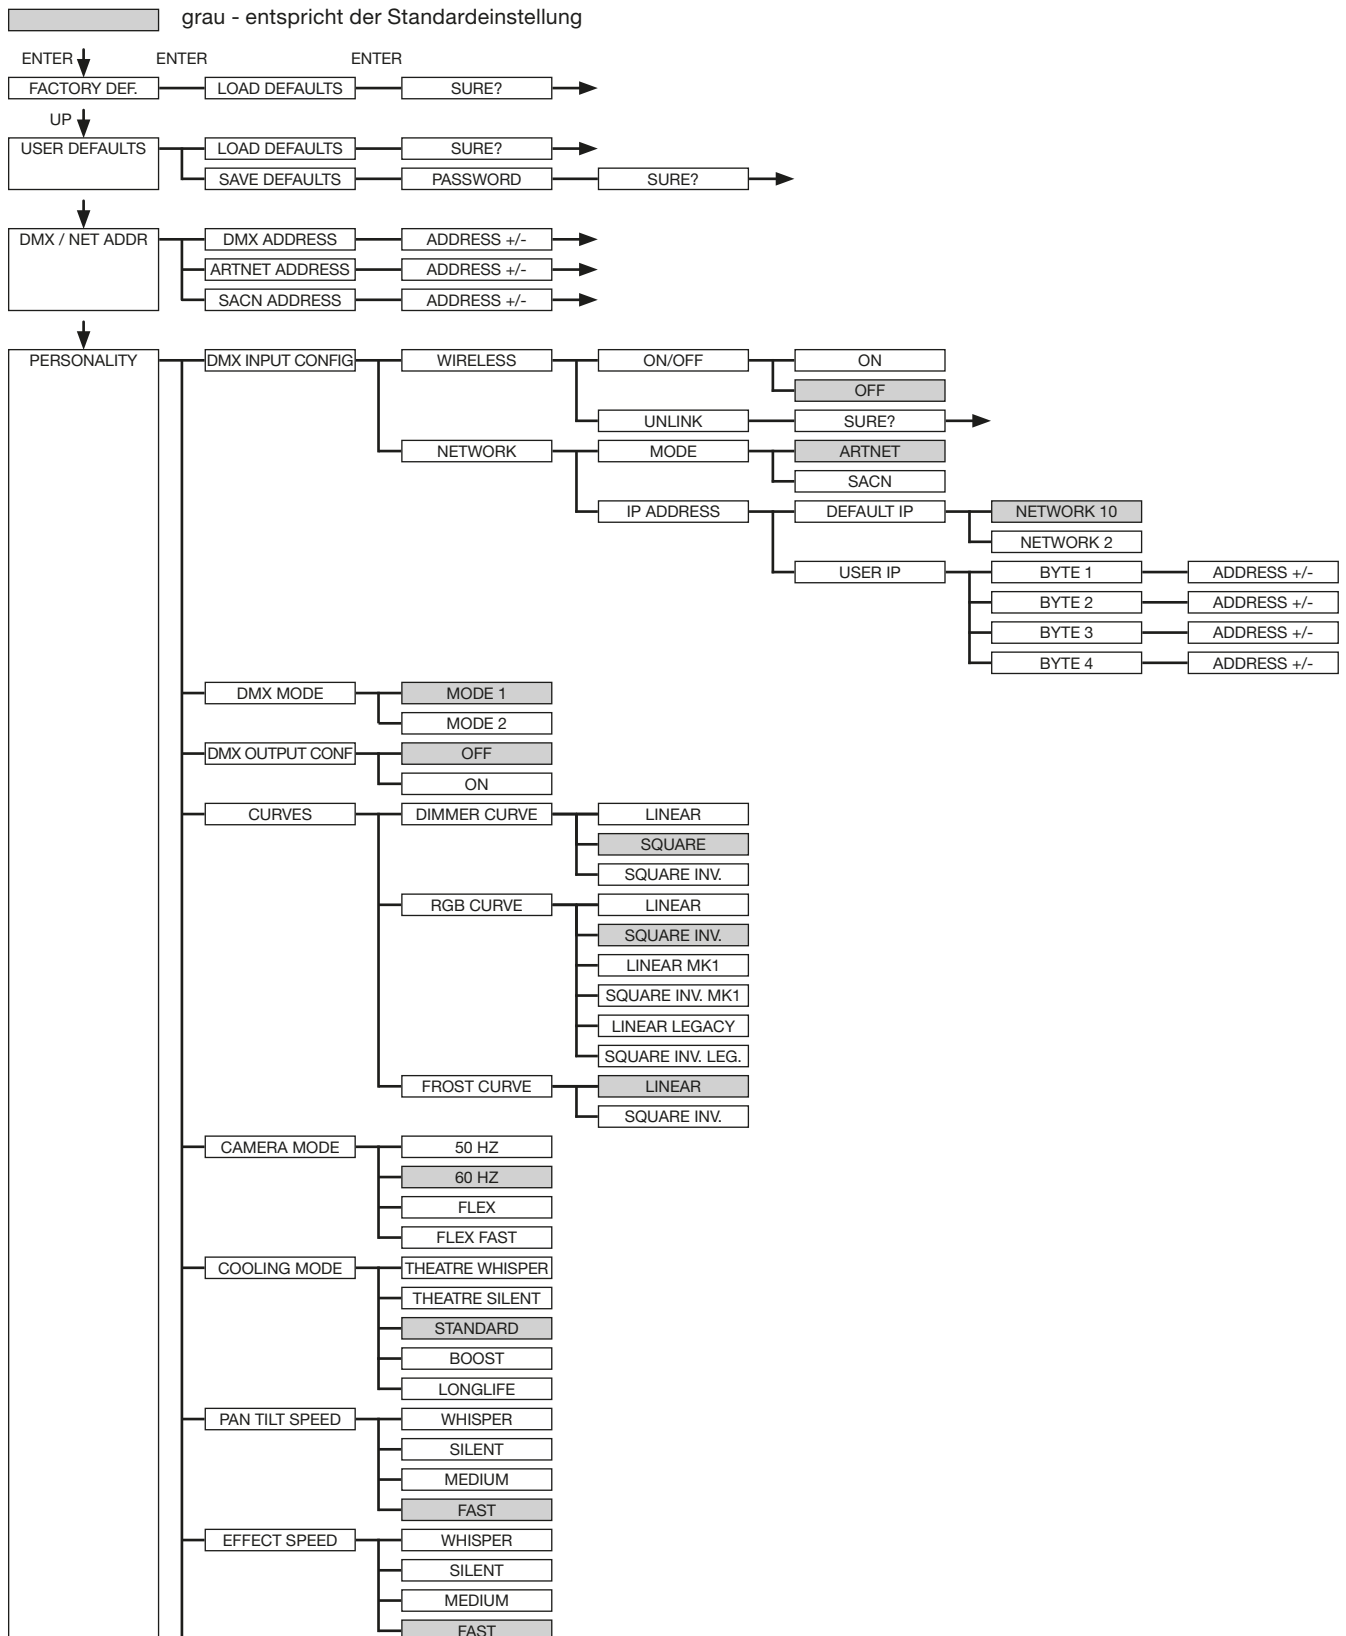 grau - entspricht der Standardeinstellung
ENTER ENTER ENTER
FACTORY DEF. LOAD DEFAULTS SURE?
UP
USER DEFAULTS LOAD DEFAULTS SURE?
SAVE DEFAULTS PASSWORD SURE?
DMX / NET ADDR DMX ADDRESS ADDRESS +/-
ARTNET ADDRESS ADDRESS +/-
SACN ADDRESS ADDRESS +/-
PERSONALITY DMX INPUT CONFIG WIRELESS ON/OFF ON
OFF
UNLINK SURE?
NETWORK MODE ARTNET
SACN
IP ADDRESS DEFAULT IP NETWORK 10
NETWORK 2
USER IP BYTE 1 ADDRESS +/-
BYTE 2 ADDRESS +/-
BYTE 3 ADDRESS +/-
BYTE 4 ADDRESS +/-
DMX MODE MODE 1
MODE 2
DMX OUTPUT CONF OFF
ON
CURVES DIMMER CURVE LINEAR
SQUARE
SQUARE INV.
RGB CURVE LINEAR
SQUARE INV.
LINEAR MK1
SQUARE INV. MK1
LINEAR LEGACY
SQUARE INV. LEG.
FROST CURVE LINEAR
SQUARE INV.
CAMERA MODE 50 HZ
60 HZ
FLEX
FLEX FAST
COOLING MODE THEATRE WHISPER
THEATRE SILENT
STANDARD
BOOST
LONGLIFE
PAN TILT SPEED WHISPER
SILENT
MEDIUM
FAST
EFFECT SPEED WHISPER
SILENT
MEDIUM
FAST